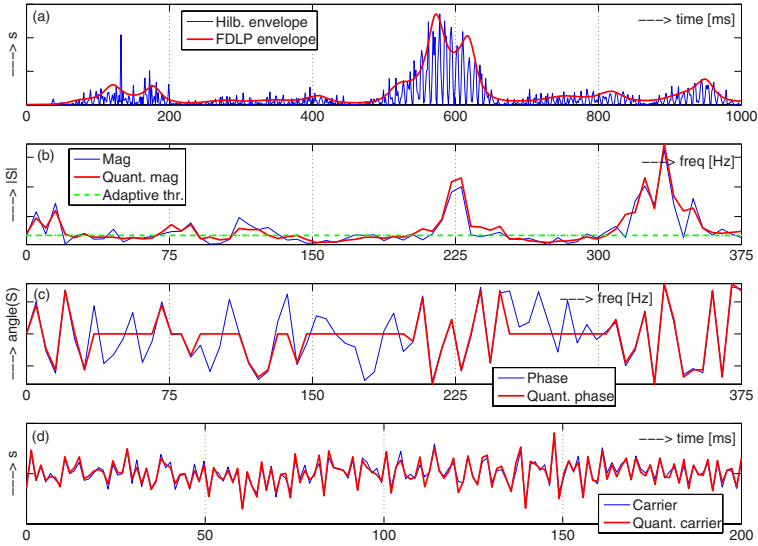 (a)
Hilb. envelope
FDLP envelope
−−−> time [ms]
−−−> s
0 200 400 600 800 1000
(b)
Mag
Quant. mag
Adaptive thr.
−−−> freq [Hz]
−−−> |S|
0 75 150 225 300 375
(c)
−−−> freq [Hz]
−−−> angle(S)
Phase
Quant. phase
0 75 150 225 300 375
(d)
−−−> time [ms]
−−−> s
Carrier
Quant. carrier
0 50 100 150 200